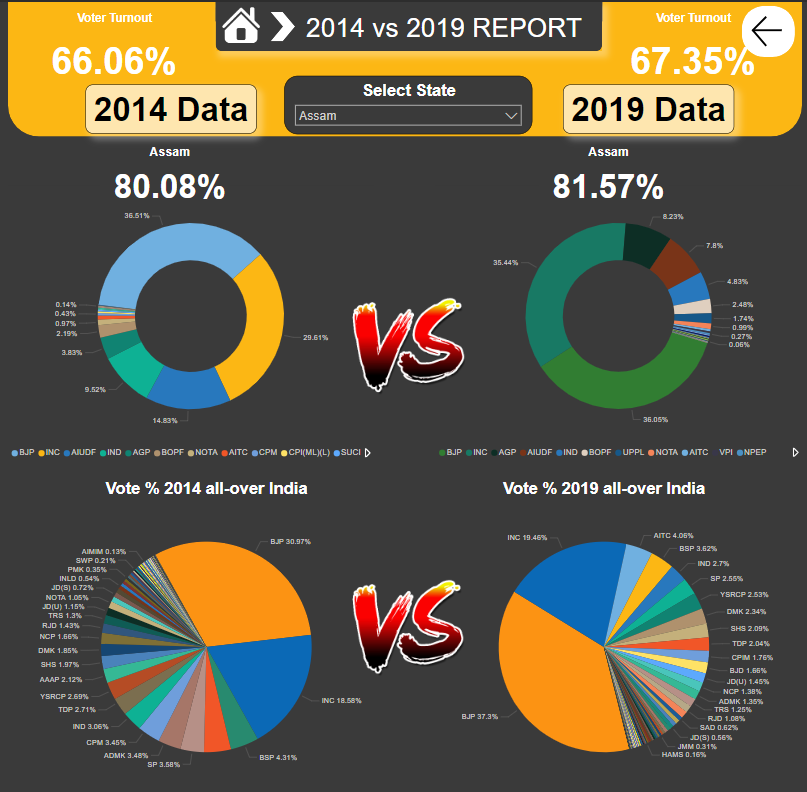 Voter Turnout
66.06%
2014 vs 2019 REPORT
Voter Turnout
67.35%
2014 Data
Select State
Assam
2019 Data
Assam
80.08%
Assam
81.57%
36.51%
29.61%
14.83%
9.52%
3.83%
2.19%
0.97%
0.43%
0.14%
VS
8.23%
7.8%
4.83%
2.48%
1.74%
0.99%
0.27%
0.06%
36.05%
35.44%
BJP INC AIUDF IND AGP BOPF NOTA AITC CPM CPI(ML)(L) SUCI
BJP INC AGP AIUDF IND BOPF UPPL NOTA AITC VPI NPEP
Vote % 2014 all-over India
Vote % 2019 all-over India
BJP 30.97%
INC 18.58%
BSP 4.31%
SP 3.58%
ADMK 3.48%
CPM 3.45%
IND 3.06%
TDP 2.71%
YSRCP 2.69%
AAAP 2.12%
SHS 1.97%
DMK 1.85%
NCP 1.66%
RJD 1.43%
TRS 1.3%
JD(U) 1.15%
NOTA 1.05%
JD(S) 0.72%
INLD 0.54%
PMK 0.35%
SWP 0.21%
AIMIM 0.13%
VS
INC 19.46%
AITC 4.06%
BSP 3.62%
IND 2.7%
SP 2.55%
YSRCP 2.53%
DMK 2.34%
SHS 2.09%
TDP 2.04%
CPIM 1.76%
BJD 1.66%
JD(U) 1.45%
NCP 1.38%
ADMK 1.35%
TRS 1.25%
RJD 1.08%
SAD 0.62%
JD(S) 0.56%
JMM 0.31%
HAMS 0.16%
BJP 37.3%